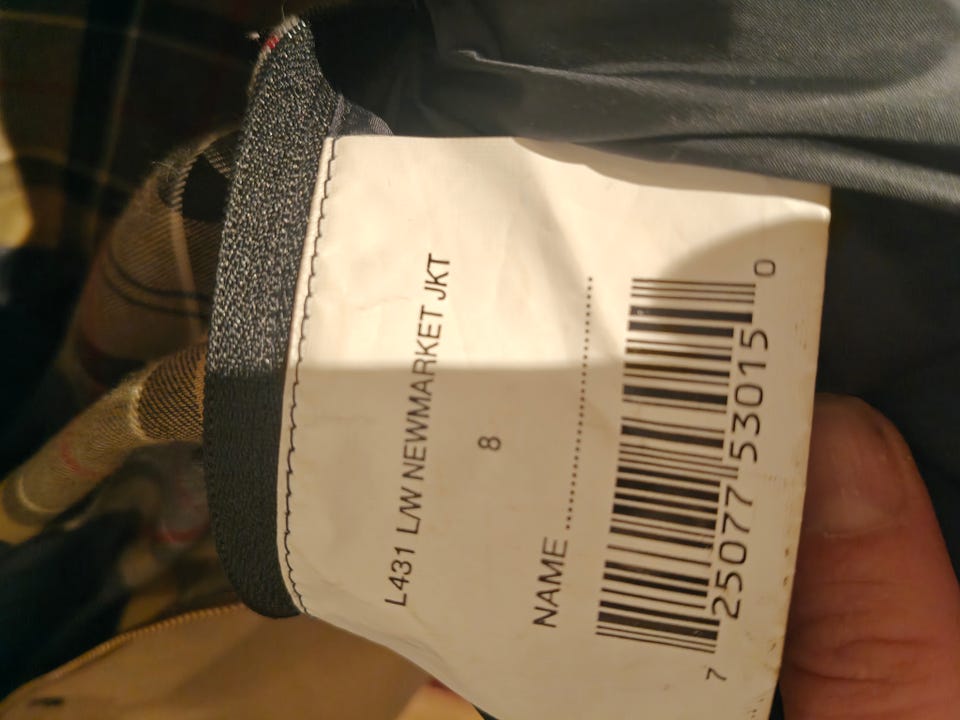 L431 L/W NEWMARKET JKT
8
NAME ..............................
7 25077 53015 0